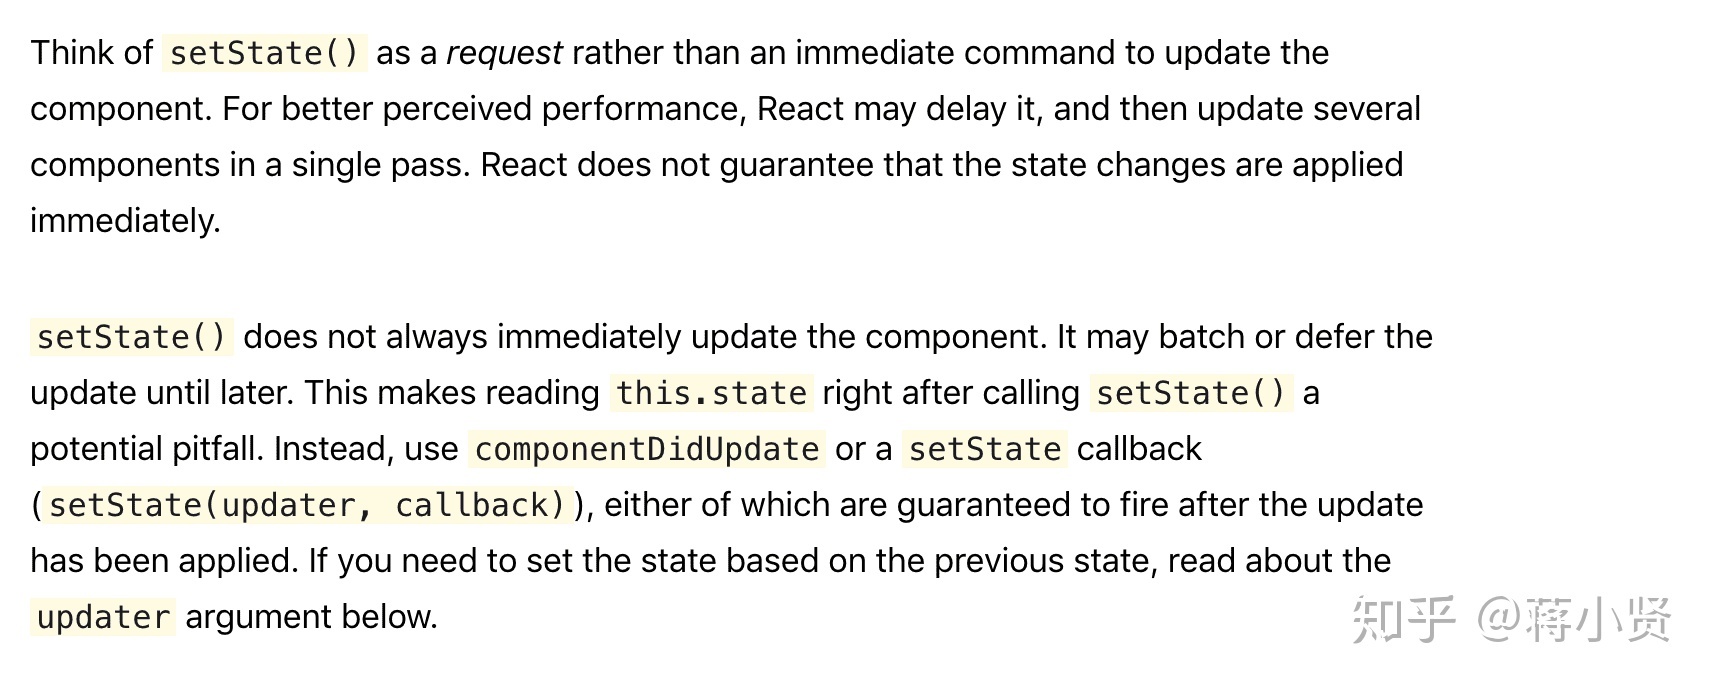 Think of setState() as a request rather than an immediate command to update the
component. For better perceived performance, React may delay it, and then update several
components in a single pass. React does not guarantee that the state changes are applied
immediately.
setState() does not always immediately update the component. It may batch or defer the
update until later. This makes reading this.state right after calling setState() a
potential pitfall. Instead, use componentDidUpdate or a setState callback
(setState(updater, callback)), either of which are guaranteed to fire after the update
has been applied. If you need to set the state based on the previous state, read about the
updater argument below.
知乎 @蒋小贤